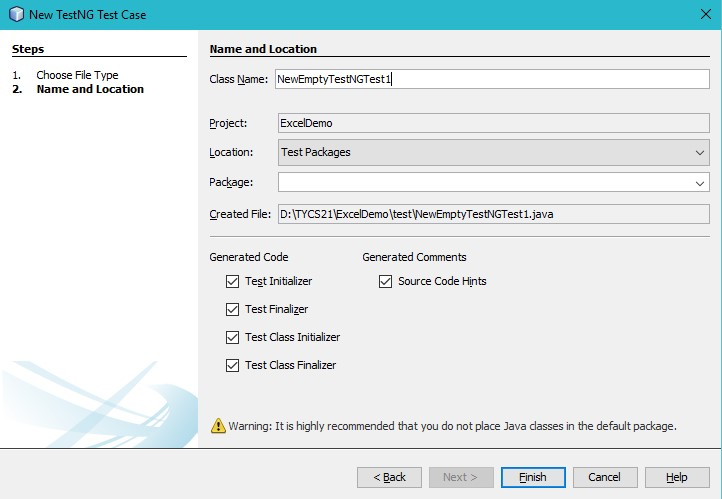 New TestNG Test Case
Steps
1. Choose File Type
2. Name and Location
Name and Location
Class Name: NewEmptyTestNGTest1
Project: ExcelDemo
Location: Test Packages
Package:
Created File: D:\TYCS21\ExcelDemo\test\NewEmptyTestNGTest1.java
Generated Code
Test Initializer
Test Finalizer
Test Class Initializer
Test Class Finalizer
Generated Comments
Source Code Hints
Warning: It is highly recommended that you do not place Java classes in the default package.
< Back Next > Finish Cancel Help